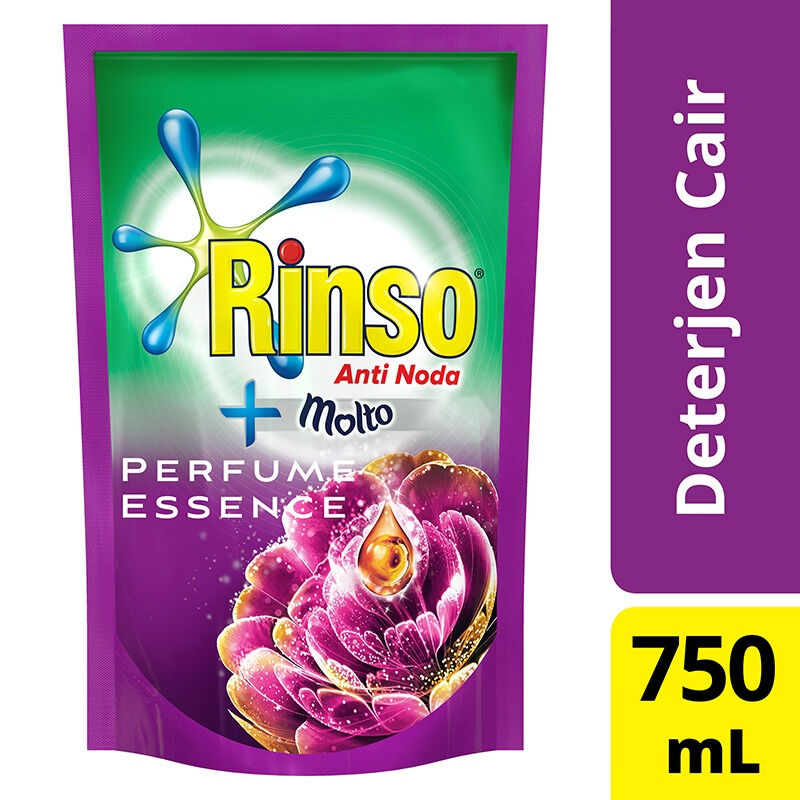 Rinso®
Anti Noda
+ Molto
PERFUME
ESSENCE
Deterjen Cair
750
mL